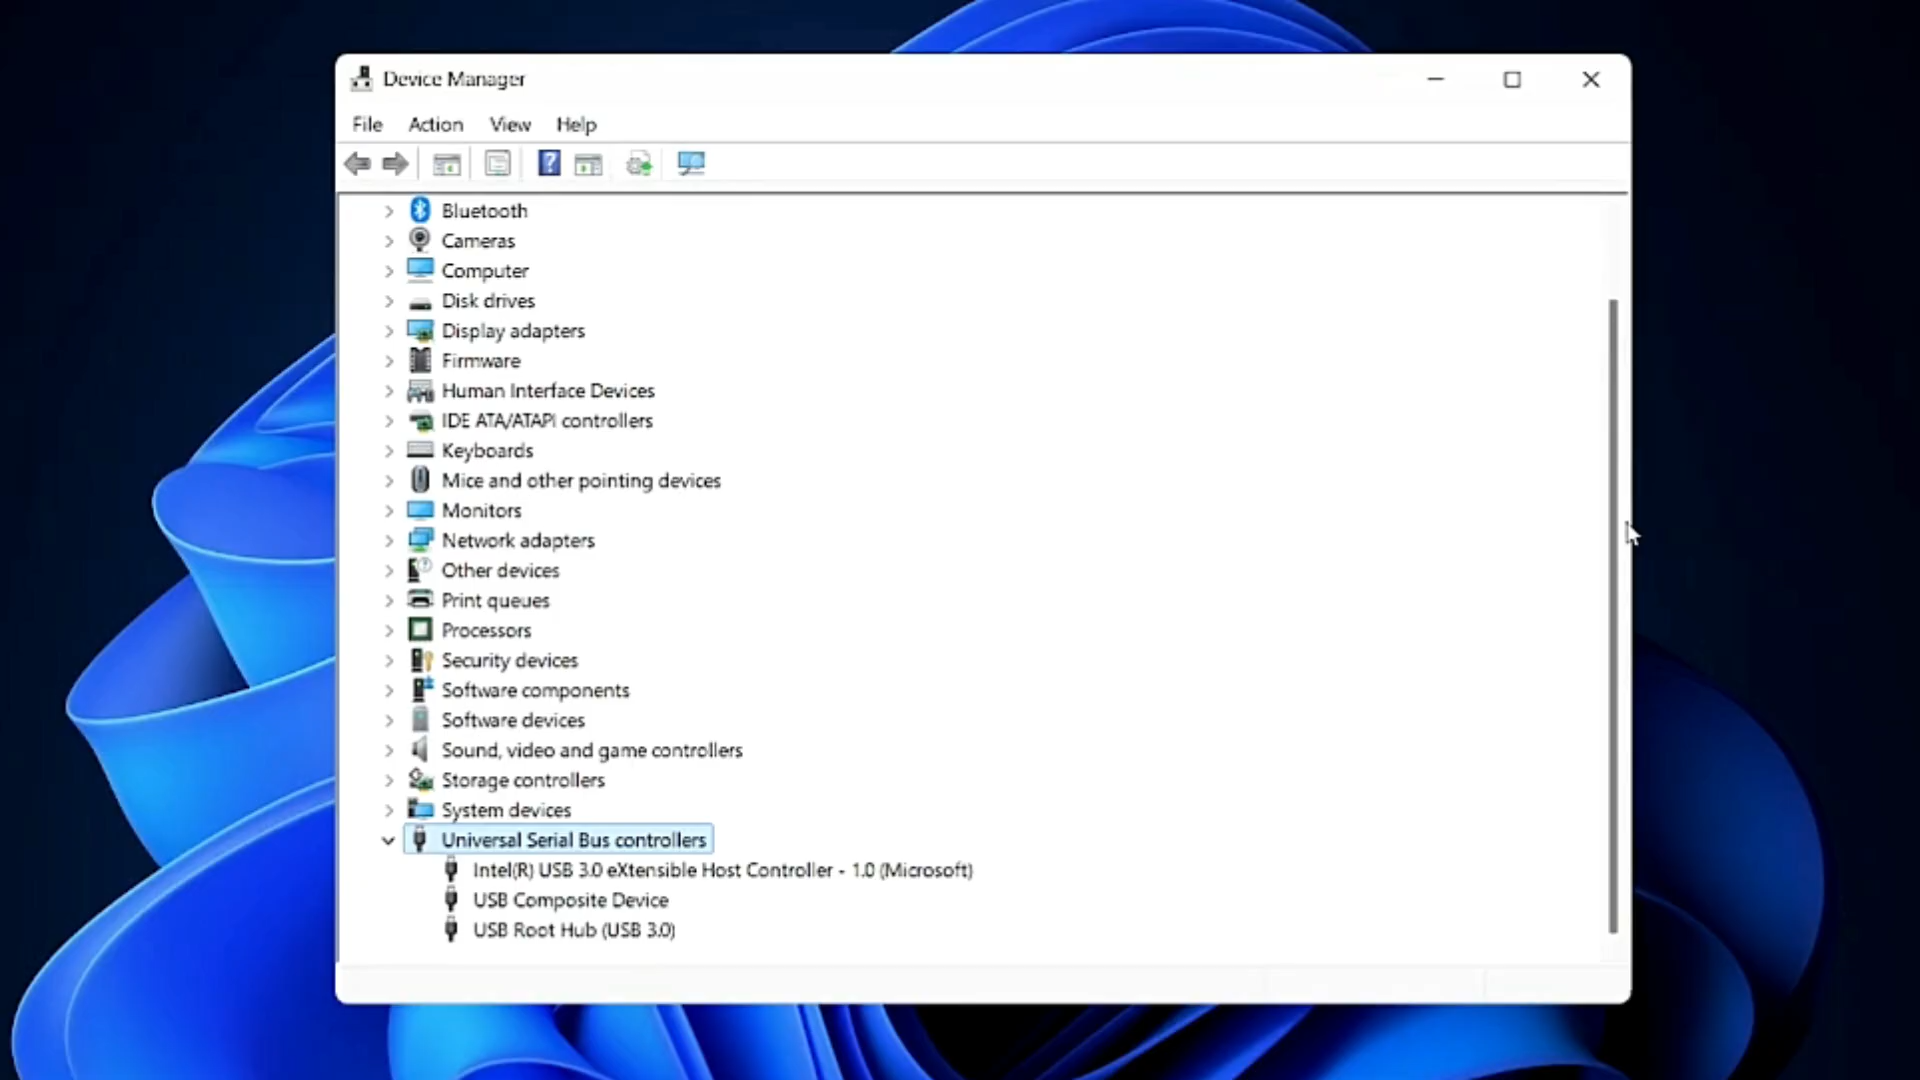 Device Manager
File Action View Help
Bluetooth
Cameras
Computer
Disk drives
Display adapters
Firmware
Human Interface Devices
IDE ATA/ATAPI controllers
Keyboards
Mice and other pointing devices
Monitors
Network adapters
Other devices
Print queues
Processors
Security devices
Software components
Software devices
Sound, video and game controllers
Storage controllers
System devices
Universal Serial Bus controllers
Intel(R) USB 3.0 eXtensible Host Controller - 1.0 (Microsoft)
USB Composite Device
USB Root Hub (USB 3.0)